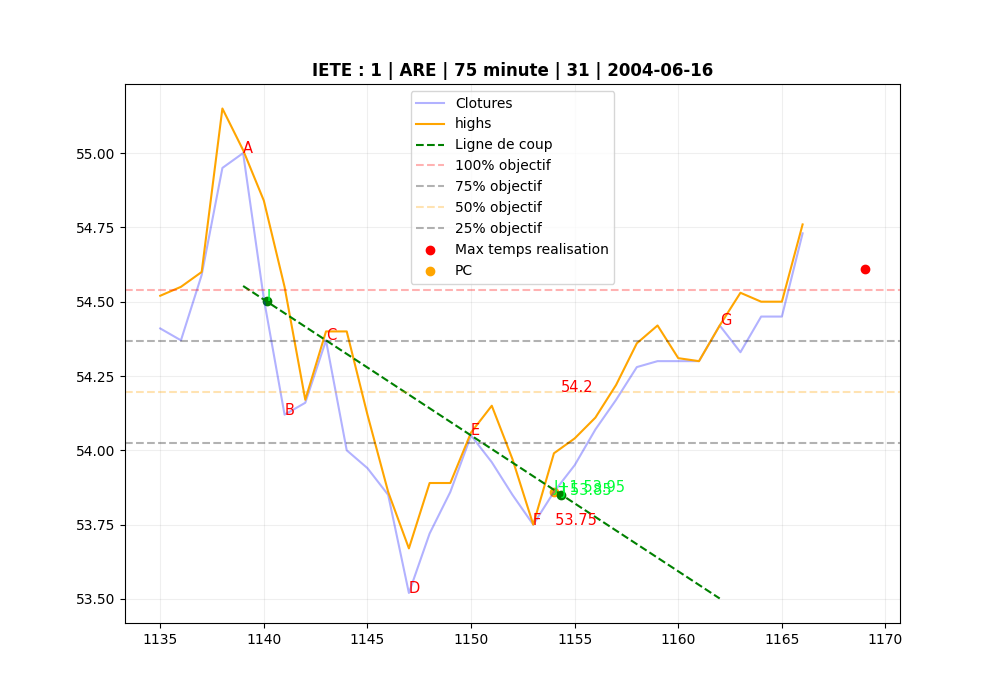 IETE : 1 | ARE | 75 minute | 31 | 2004-06-16
Clotures
highs
Ligne de coup
100% objectif
75% objectif
50% objectif
25% objectif
Max temps realisation
PC
A
B
C
D
E
F 53.75
G
54.2
55.00
54.75
54.50
54.25
54.00
53.75
53.50
1135 1140 1145 1150 1155 1160 1165 1170